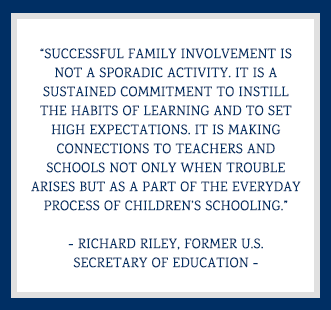 “SUCCESSFUL FAMILY INVOLVEMENT IS
NOT A SPORADIC ACTIVITY. IT IS A
SUSTAINED COMMITMENT TO INSTILL
THE HABITS OF LEARNING AND TO SET
HIGH EXPECTATIONS. IT IS MAKING
CONNECTIONS TO TEACHERS AND
SCHOOLS NOT ONLY WHEN TROUBLE
ARISES BUT AS A PART OF THE EVERYDAY
PROCESS OF CHILDREN’S SCHOOLING.”
- RICHARD RILEY, FORMER U.S.
SECRETARY OF EDUCATION -